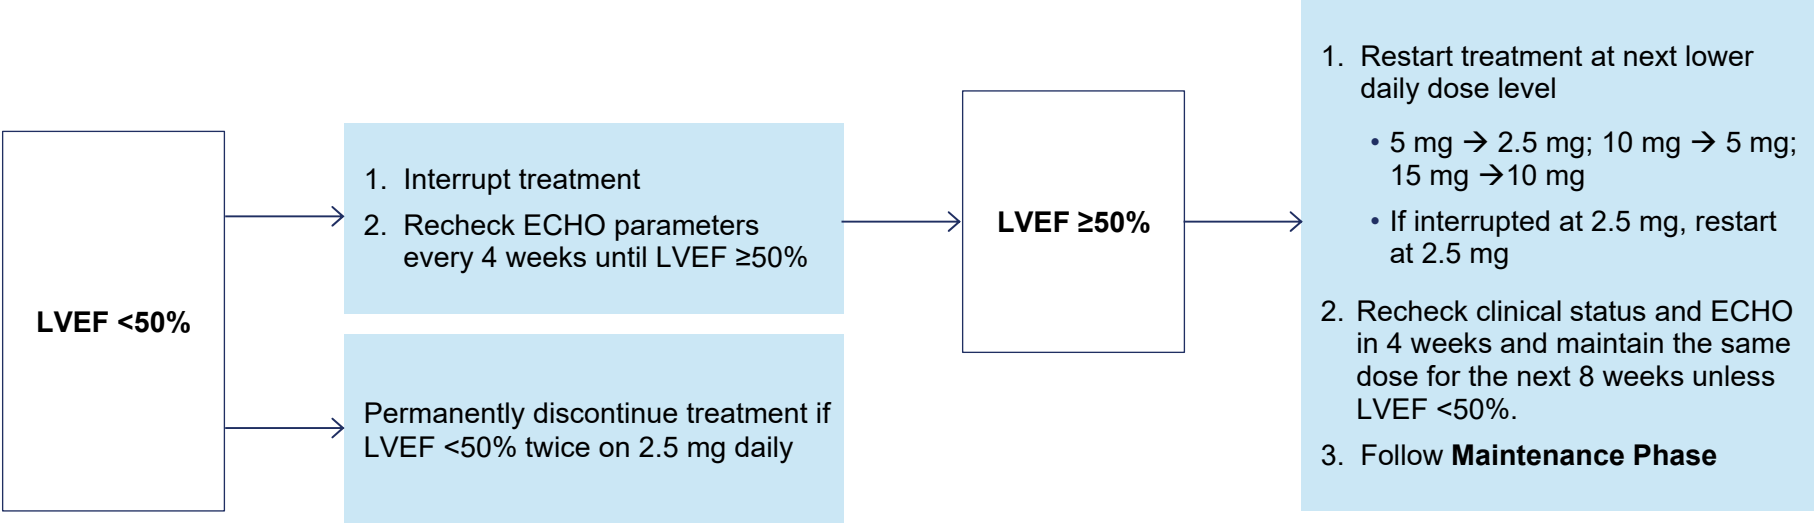 LVEF <50%
1. Interrupt treatment
2. Recheck ECHO parameters
every 4 weeks until LVEF ≥50%
Permanently discontinue treatment if
LVEF <50% twice on 2.5 mg daily
LVEF ≥50%
1. Restart treatment at next lower
daily dose level
• 5 mg → 2.5 mg; 10 mg → 5 mg;
15 mg →10 mg
• If interrupted at 2.5 mg, restart
at 2.5 mg
2. Recheck clinical status and ECHO
in 4 weeks and maintain the same
dose for the next 8 weeks unless
LVEF <50%.
3. Follow Maintenance Phase